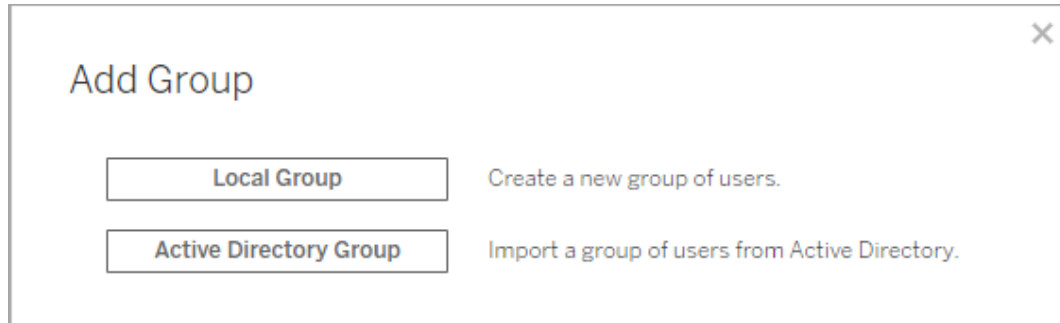 Add Group
Local Group Create a new group of users.
Active Directory Group Import a group of users from Active Directory.